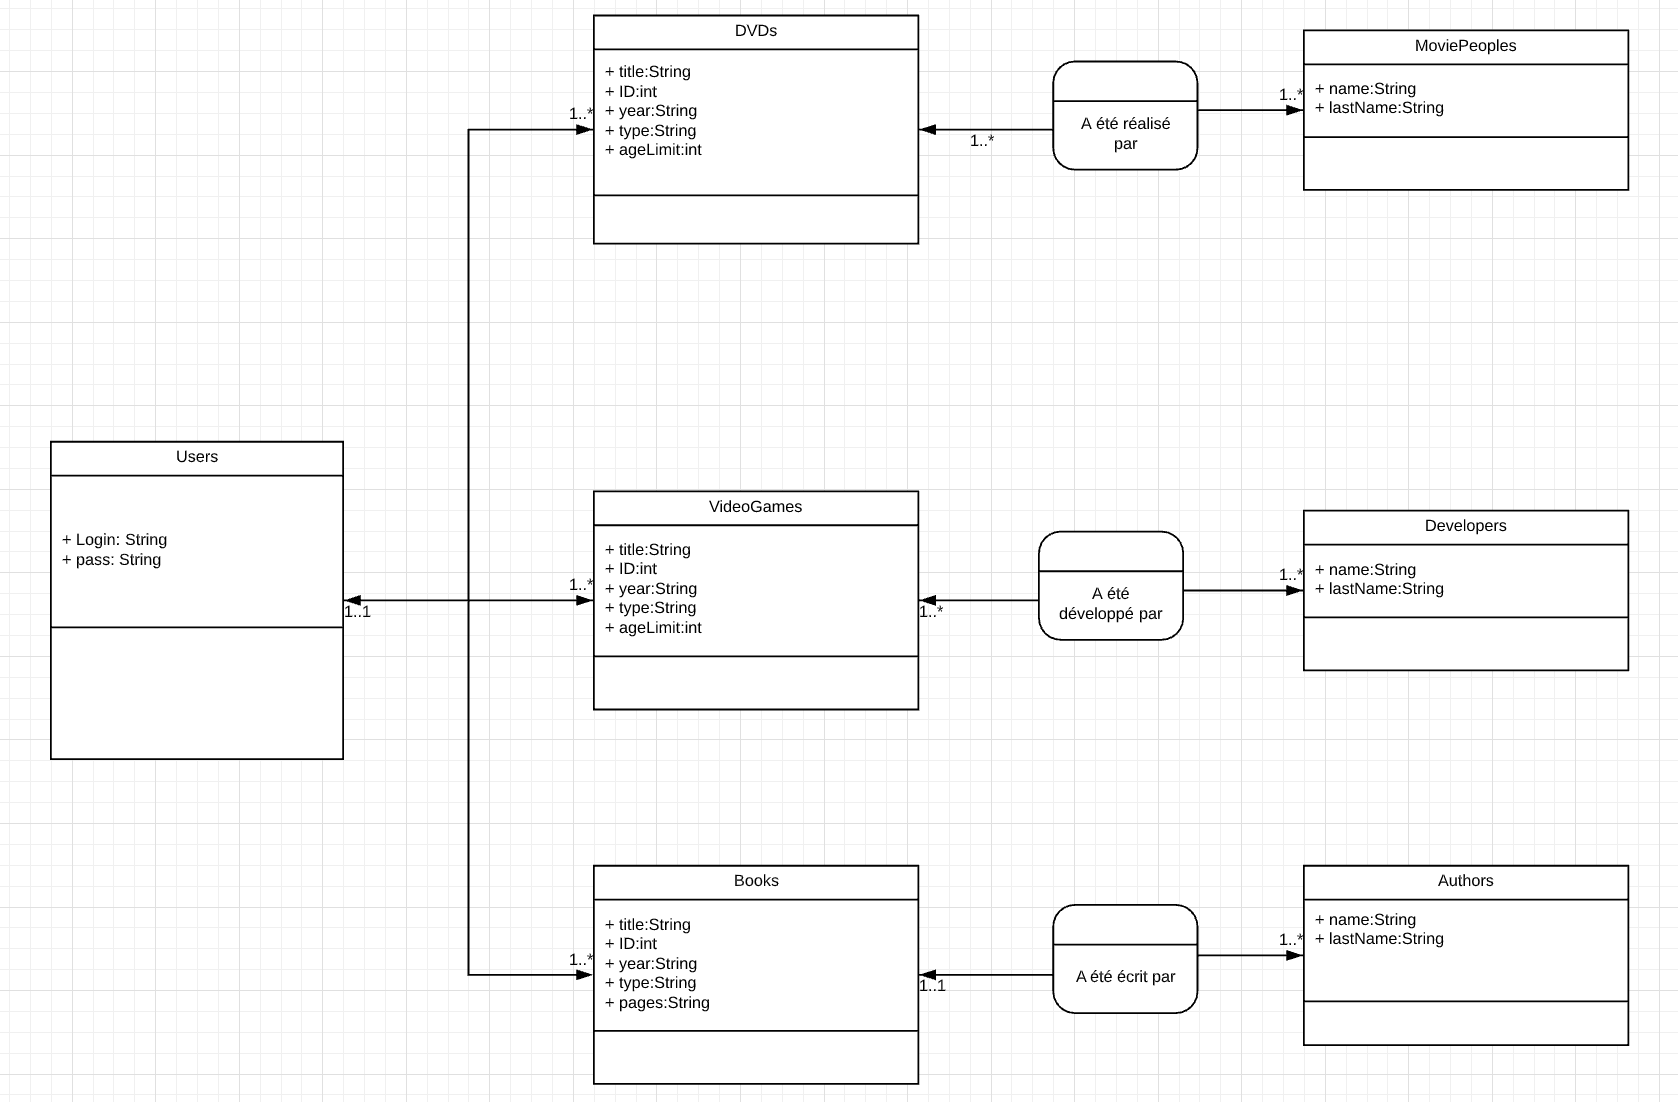 DVDs
+ title:String
+ ID:int
+ year:String
+ type:String
+ ageLimit:int
1..*
1..*
A été réalisé
par
1..*
MoviePeoples
+ name:String
+ lastName:String
Users
+ Login: String
+ pass: String
1..1
VideoGames
+ title:String
+ ID:int
+ year:String
+ type:String
+ ageLimit:int
1..*
1..*
A été
développé par
1..*
Developers
+ name:String
+ lastName:String
Books
+ title:String
+ ID:int
+ year:String
+ type:String
+ pages:String
1..*
1..1
A été écrit par
1..*
Authors
+ name:String
+ lastName:String